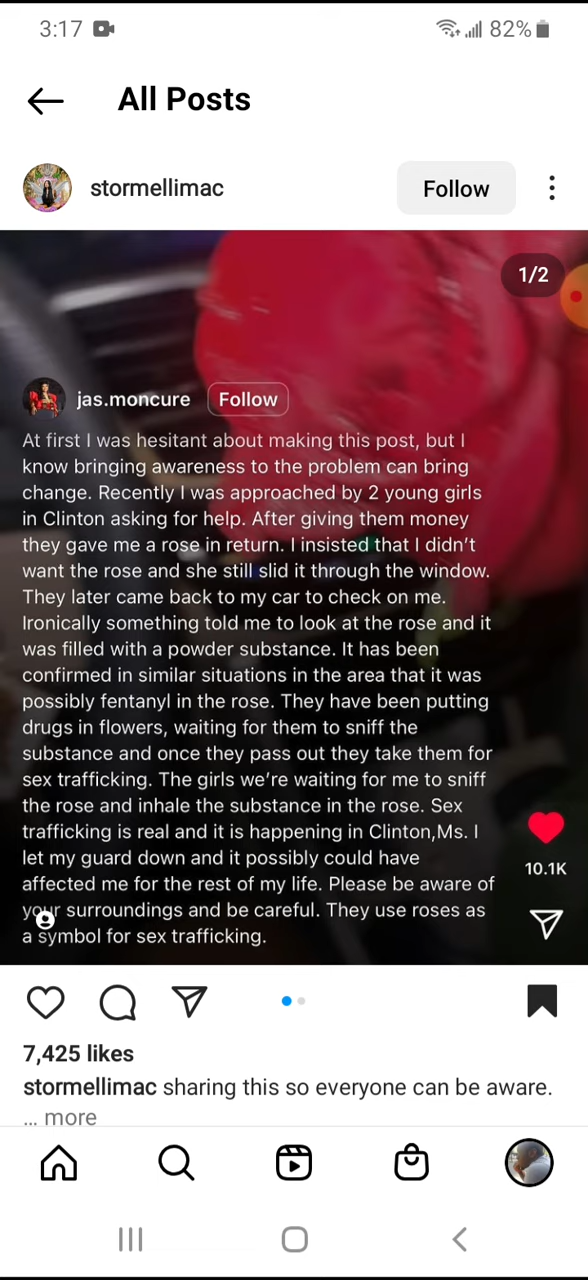 3:17 82%
All Posts
stormellimac Follow
1/2
jas.moncure Follow
At first I was hesitant about making this post, but I
know bringing awareness to the problem can bring
change. Recently I was approached by 2 young girls
in Clinton asking for help. After giving them money
they gave me a rose in return. I insisted that I didn't
want the rose and she still slid it through the window.
They later came back to my car to check on me.
Ironically something told me to look at the rose and it
was filled with a powder substance. It has been
confirmed in similar situations in the area that it was
possibly fentanyl in the rose. They have been putting
drugs in flowers, waiting for them to sniff the
substance and once they pass out they take them for
sex trafficking. The girls we're waiting for me to sniff
the rose and inhale the substance in the rose. Sex
trafficking is real and it is happening in Clinton,Ms. I
let my guard down and it possibly could have
affected me for the rest of my life. Please be aware of
your surroundings and be careful. They use roses as
a symbol for sex trafficking.
10.1K
7,425 likes
stormellimac sharing this so everyone can be aware.
... more